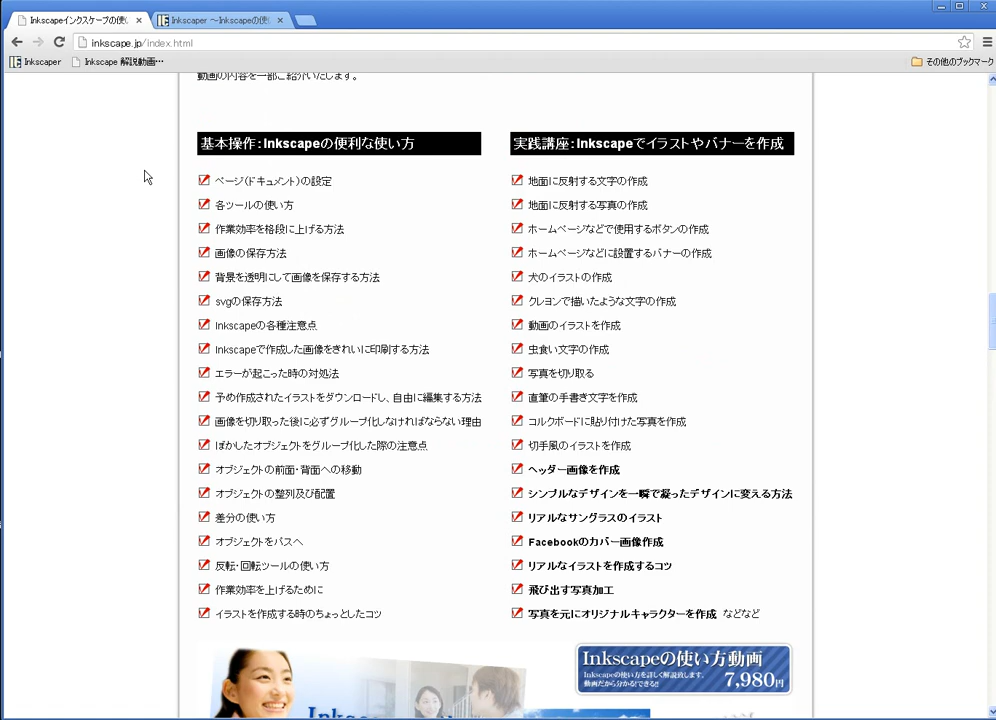 Inkscapeインクスケープの使い
Inkscaper ～Inkscapeの使い
inkscape.jp/index.html
Inkscaper
Inkscape 解説動画…
その他のブックマーク
動画の内容を一部ご紹介いたします。
基本操作：Inkscapeの便利な使い方
ページ（ドキュメント）の設定
各ツールの使い方
作業効率を格段に上げる方法
画像の保存方法
背景を透明にして画像を保存する方法
svgの保存方法
Inkscapeの各種注意点
Inkscapeで作成した画像をきれいに印刷する方法
エラーが起こった時の対処法
予め作成されたイラストをダウンロードし、自由に編集する方法
画像を切り取った後に必ずグループ化しなければならない理由
ぼかしたオブジェクトをグループ化した際の注意点
オブジェクトの前面・背面への移動
オブジェクトの整列及び配置
差分の使い方
オブジェクトをパスへ
反転・回転ツールの使い方
作業効率を上げるために
イラストを作成する時のちょっとしたコツ
実践講座：Inkscapeでイラストやバナーを作成
地面に反射する文字の作成
地面に反射する写真の作成
ホームページなどで使用するボタンの作成
ホームページなどに設置するバナーの作成
犬のイラストの作成
クレヨンで描いたような文字の作成
動画のイラストを作成
虫食い文字の作成
写真を切り取る
直筆の手書き文字を作成
コルクボードに貼り付けた写真を作成
切手風のイラストを作成
ヘッダー画像を作成
シンプルなデザインを一瞬で凝ったデザインに変える方法
リアルなサングラスのイラスト
Facebookのカバー画像作成
リアルなイラストを作成するコツ
飛び出す写真加工
写真を元にオリジナルキャラクターを作成 などなど
Inkscapeの使い方動画
Inkscapeの使い方を詳しく解説致します。
動画だから分かる!できる!!
7,980円